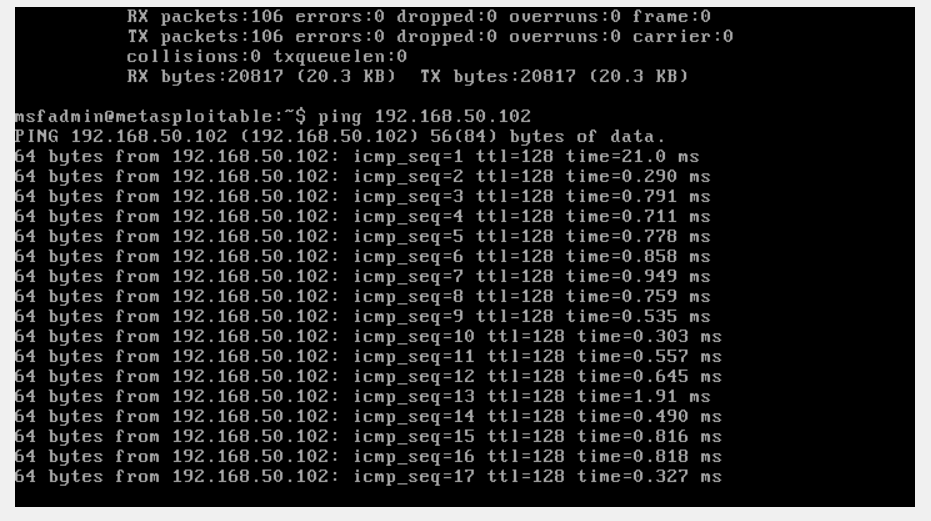 RX packets:106 errors:0 dropped:0 overruns:0 frame:0
TX packets:106 errors:0 dropped:0 overruns:0 carrier:0
collisions:0 txqueuelen:0
RX bytes:20817 (20.3 KB)  TX bytes:20817 (20.3 KB)
msfadmin@metasploitable:~$ ping 192.168.50.102
PING 192.168.50.102 (192.168.50.102) 56(84) bytes of data.
64 bytes from 192.168.50.102: icmp_seq=1 ttl=128 time=21.0 ms
64 bytes from 192.168.50.102: icmp_seq=2 ttl=128 time=0.290 ms
64 bytes from 192.168.50.102: icmp_seq=3 ttl=128 time=0.791 ms
64 bytes from 192.168.50.102: icmp_seq=4 ttl=128 time=0.711 ms
64 bytes from 192.168.50.102: icmp_seq=5 ttl=128 time=0.778 ms
64 bytes from 192.168.50.102: icmp_seq=6 ttl=128 time=0.858 ms
64 bytes from 192.168.50.102: icmp_seq=7 ttl=128 time=0.949 ms
64 bytes from 192.168.50.102: icmp_seq=8 ttl=128 time=0.759 ms
64 bytes from 192.168.50.102: icmp_seq=9 ttl=128 time=0.535 ms
64 bytes from 192.168.50.102: icmp_seq=10 ttl=128 time=0.303 ms
64 bytes from 192.168.50.102: icmp_seq=11 ttl=128 time=0.557 ms
64 bytes from 192.168.50.102: icmp_seq=12 ttl=128 time=0.645 ms
64 bytes from 192.168.50.102: icmp_seq=13 ttl=128 time=1.91 ms
64 bytes from 192.168.50.102: icmp_seq=14 ttl=128 time=0.490 ms
64 bytes from 192.168.50.102: icmp_seq=15 ttl=128 time=0.816 ms
64 bytes from 192.168.50.102: icmp_seq=16 ttl=128 time=0.818 ms
64 bytes from 192.168.50.102: icmp_seq=17 ttl=128 time=0.327 ms